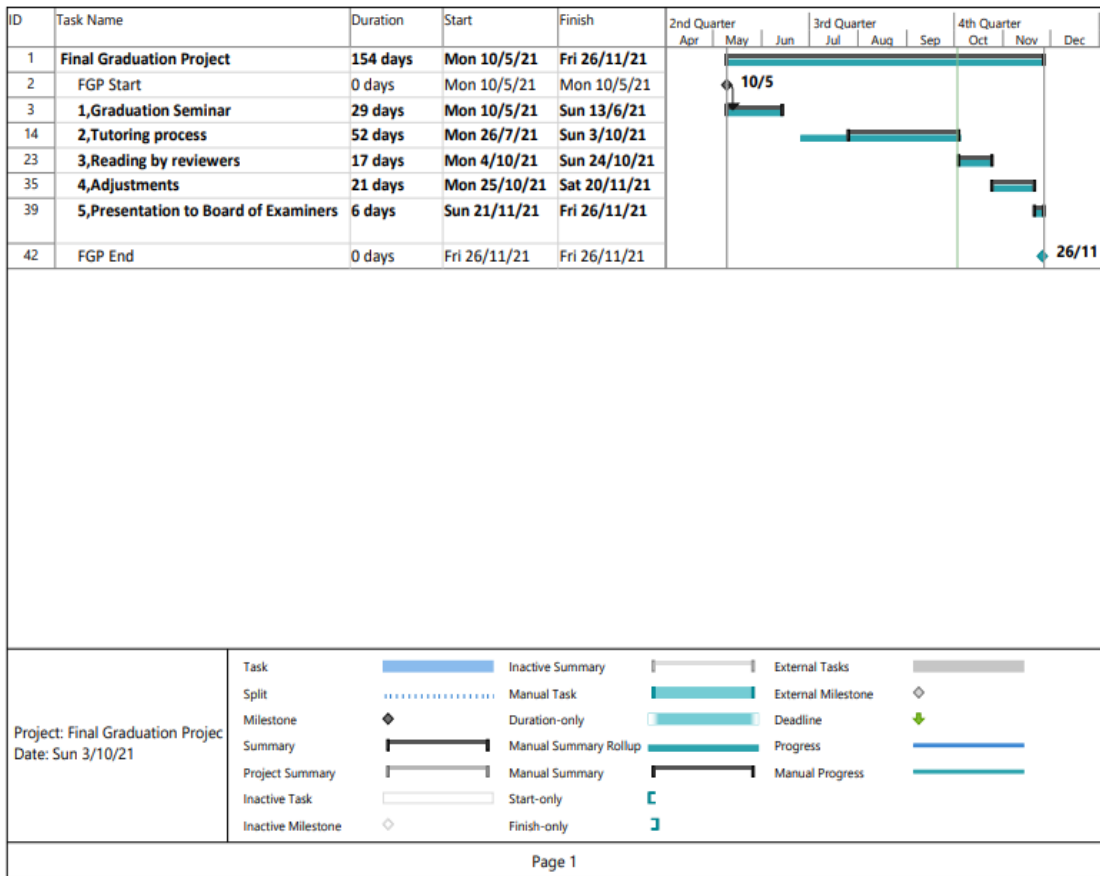 ID Task Name Duration Start Finish 2nd Quarter 3rd Quarter 4th Quarter
Apr May Jun Jul Aug Sep Oct Nov Dec
1 Final Graduation Project 154 days Mon 10/5/21 Fri 26/11/21
2 FGP Start 0 days Mon 10/5/21 Mon 10/5/21 10/5
3 1,Graduation Seminar 29 days Mon 10/5/21 Sun 13/6/21
14 2,Tutoring process 52 days Mon 26/7/21 Sun 3/10/21
23 3,Reading by reviewers 17 days Mon 4/10/21 Sun 24/10/21
35 4,Adjustments 21 days Mon 25/10/21 Sat 20/11/21
39 5,Presentation to Board of Examiners 6 days Sun 21/11/21 Fri 26/11/21
42 FGP End 0 days Fri 26/11/21 Fri 26/11/21 26/11
Project: Final Graduation Projec
Date: Sun 3/10/21
Task
Split
Milestone
Summary
Project Summary
Inactive Task
Inactive Milestone
Inactive Summary
Manual Task
Duration-only
Manual Summary Rollup
Manual Summary
Start-only
Finish-only
External Tasks
External Milestone
Deadline
Progress
Manual Progress
Page 1